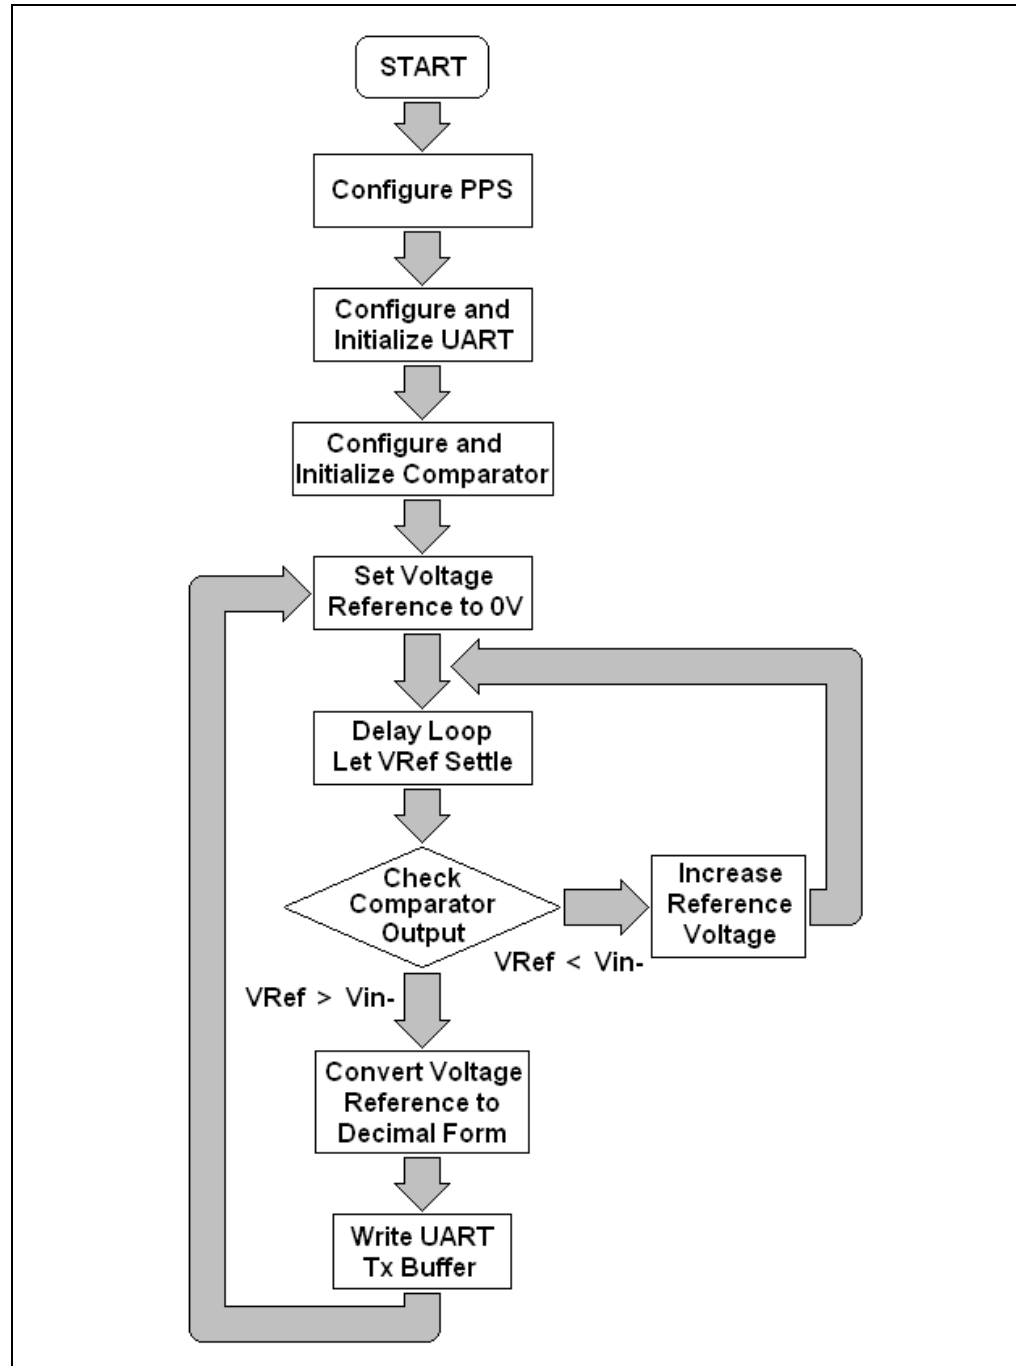 START
Configure PPS
Configure and
Initialize UART
Configure and
Initialize Comparator
Set Voltage
Reference to 0V
Delay Loop
Let VRef Settle
Check
Comparator
Output
Increase
Reference
Voltage
VRef < Vin-
VRef > Vin-
Convert Voltage
Reference to
Decimal Form
Write UART
Tx Buffer